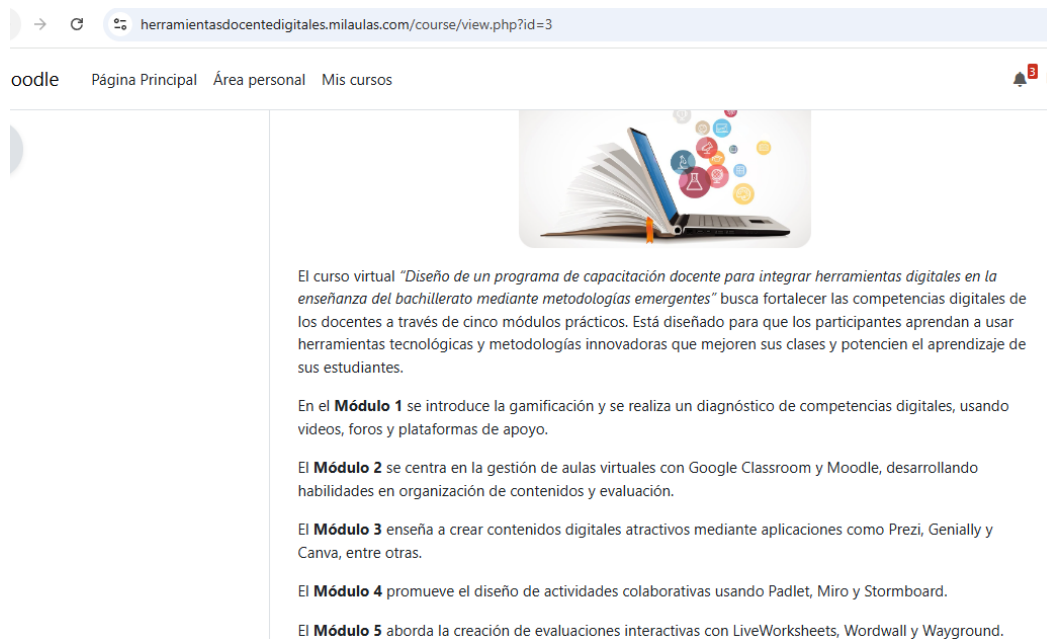 herramientasdocentedigitales.milaulas.com/course/view.php?id=3
oodle Página Principal Área personal Mis cursos 3
El curso virtual "Diseño de un programa de capacitación docente para integrar herramientas digitales en la
enseñanza del bachillerato mediante metodologías emergentes" busca fortalecer las competencias digitales de
los docentes a través de cinco módulos prácticos. Está diseñado para que los participantes aprendan a usar
herramientas tecnológicas y metodologías innovadoras que mejoren sus clases y potencien el aprendizaje de
sus estudiantes.
En el Módulo 1 se introduce la gamificación y se realiza un diagnóstico de competencias digitales, usando
videos, foros y plataformas de apoyo.
El Módulo 2 se centra en la gestión de aulas virtuales con Google Classroom y Moodle, desarrollando
habilidades en organización de contenidos y evaluación.
El Módulo 3 enseña a crear contenidos digitales atractivos mediante aplicaciones como Prezi, Genially y
Canva, entre otras.
El Módulo 4 promueve el diseño de actividades colaborativas usando Padlet, Miro y Stormboard.
El Módulo 5 aborda la creación de evaluaciones interactivas con LiveWorksheets, Wordwall y Wayground.